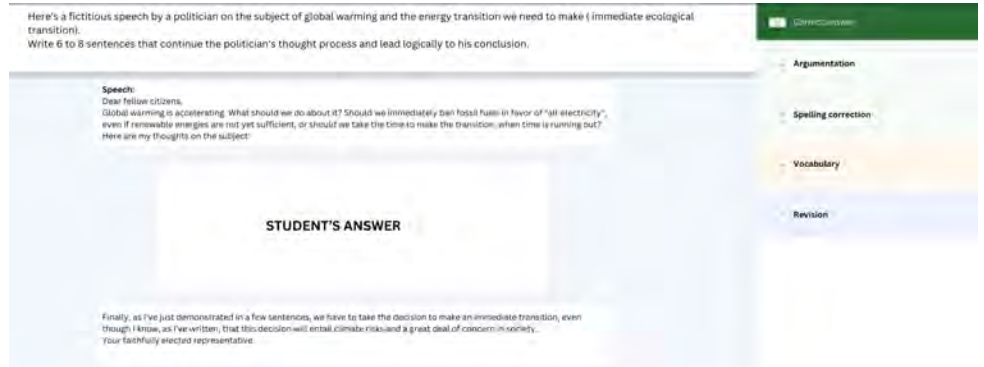 Here's a fictitious speech by a politician on the subject of global warming and the energy transition we need to make ( immediate ecological
transition).
Write 6 to 8 sentences that continue the politician's thought process and lead logically to his conclusion.
Speech:
Dear fellow citizens,
Global warming is accelerating. What should we do about it? Should we immediately ban fossil fuels in favor of "all electricity",
even if renewable energies are not yet sufficient, or should we take the time to make the transition, when time is running out?
Here are my thoughts on the subject:
STUDENT'S ANSWER
Finally, as I've just demonstrated in a few sentences, we have to take the decision to make an immediate transition, even
though I know, as I've written, that this decision will entail climate risks and a great deal of concern in society.
Your faithfully elected representative.
Argumentation
Spelling correction
Vocabulary
Revision